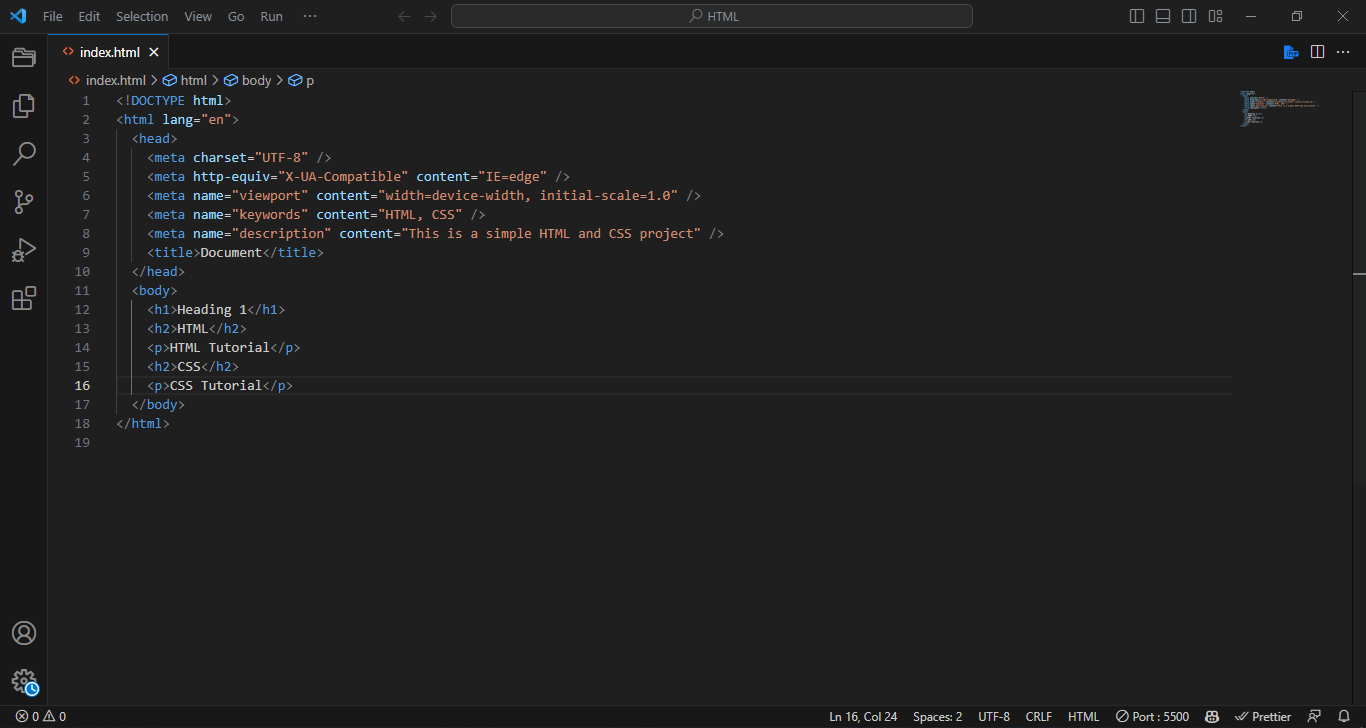 File Edit Selection View Go Run ··· HTML
index.html
index.html > html > body > p
1 <!DOCTYPE html>
2 <html lang="en">
3 <head>
4 <meta charset="UTF-8" />
5 <meta http-equiv="X-UA-Compatible" content="IE=edge" />
6 <meta name="viewport" content="width=device-width, initial-scale=1.0" />
7 <meta name="keywords" content="HTML, CSS" />
8 <meta name="description" content="This is a simple HTML and CSS project" />
9 <title>Document</title>
10 </head>
11 <body>
12 <h1>Heading 1</h1>
13 <h2>HTML</h2>
14 <p>HTML Tutorial</p>
15 <h2>CSS</h2>
16 <p>CSS Tutorial</p>
17 </body>
18 </html>
19
0 0 Ln 16, Col 24 Spaces: 2 UTF-8 CRLF HTML Port : 5500 Prettier